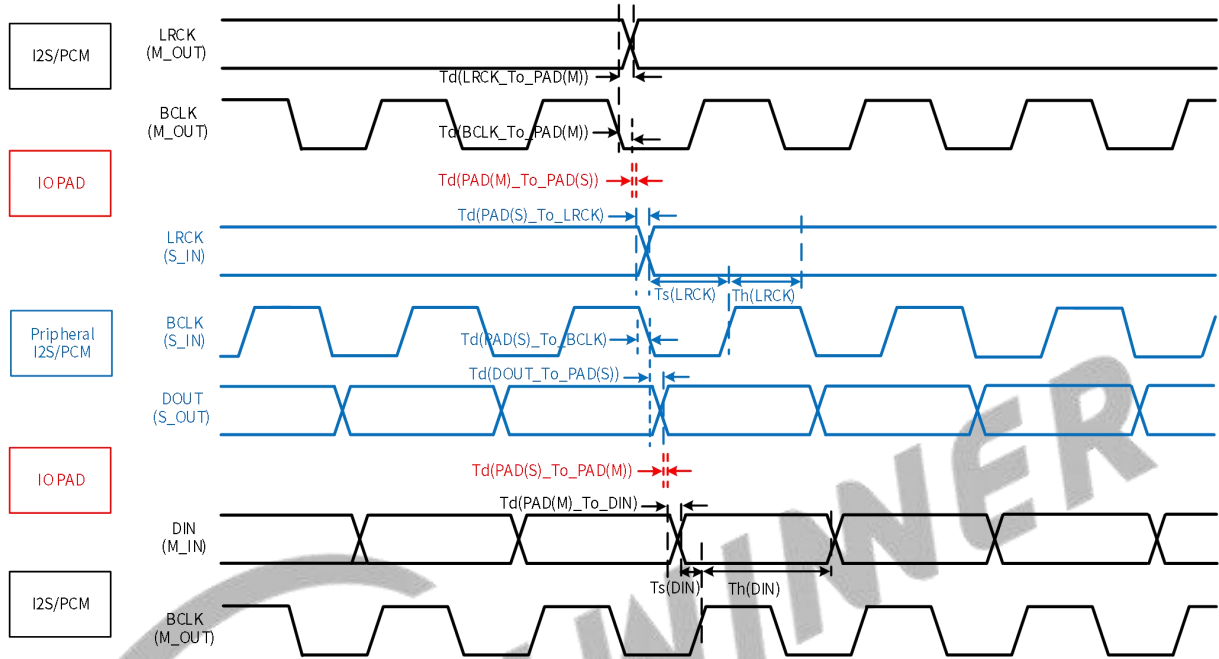 I2S/PCM
LRCK
(M_OUT)
Td(LRCK_To_PAD(M))
BCLK
(M_OUT)
Td(BCLK_To_PAD(M))
IO PAD
Td(PAD(M)_To_PAD(S))
Td(PAD(S)_To_LRCK)
LRCK
(S_IN)
Ts(LRCK)
Th(LRCK)
Pripheral
I2S/PCM
BCLK
(S_IN)
Td(PAD(S)_To_BCLK)
Td(DOUT_To_PAD(S))
DOUT
(S_OUT)
IO PAD
Td(PAD(S)_To_PAD(M))
Td(PAD(M)_To_DIN)
DIN
(M_IN)
Ts(DIN)
Th(DIN)
I2S/PCM
BCLK
(M_OUT)
WINNER